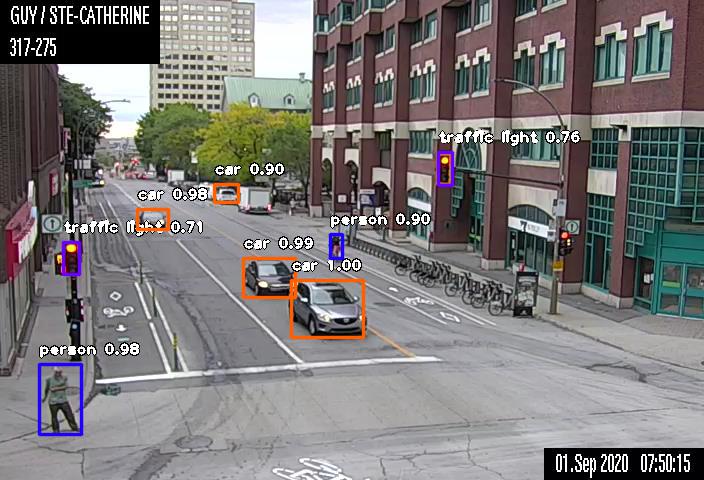 GUY / STE-CATHERINE
317-275
traffic light 0.76
car 0.90
car 0.98
person 0.90
traffic light 0.71
car 0.99
car 1.00
person 0.98
01.Sep 2020 07:50:15